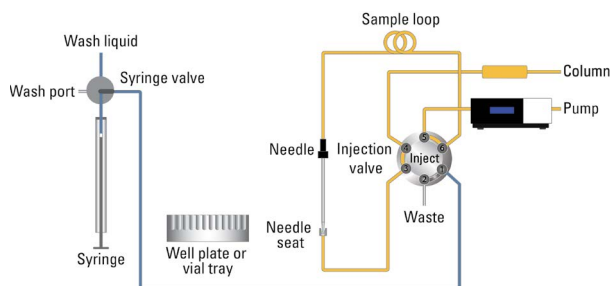 Sample loop
Wash liquid
Syringe valve
Wash port
Column
Pump
Needle
Injection
valve
Inject
5
4
6
3
1
2
Waste
Needle
seat
Well plate or
vial tray
Syringe